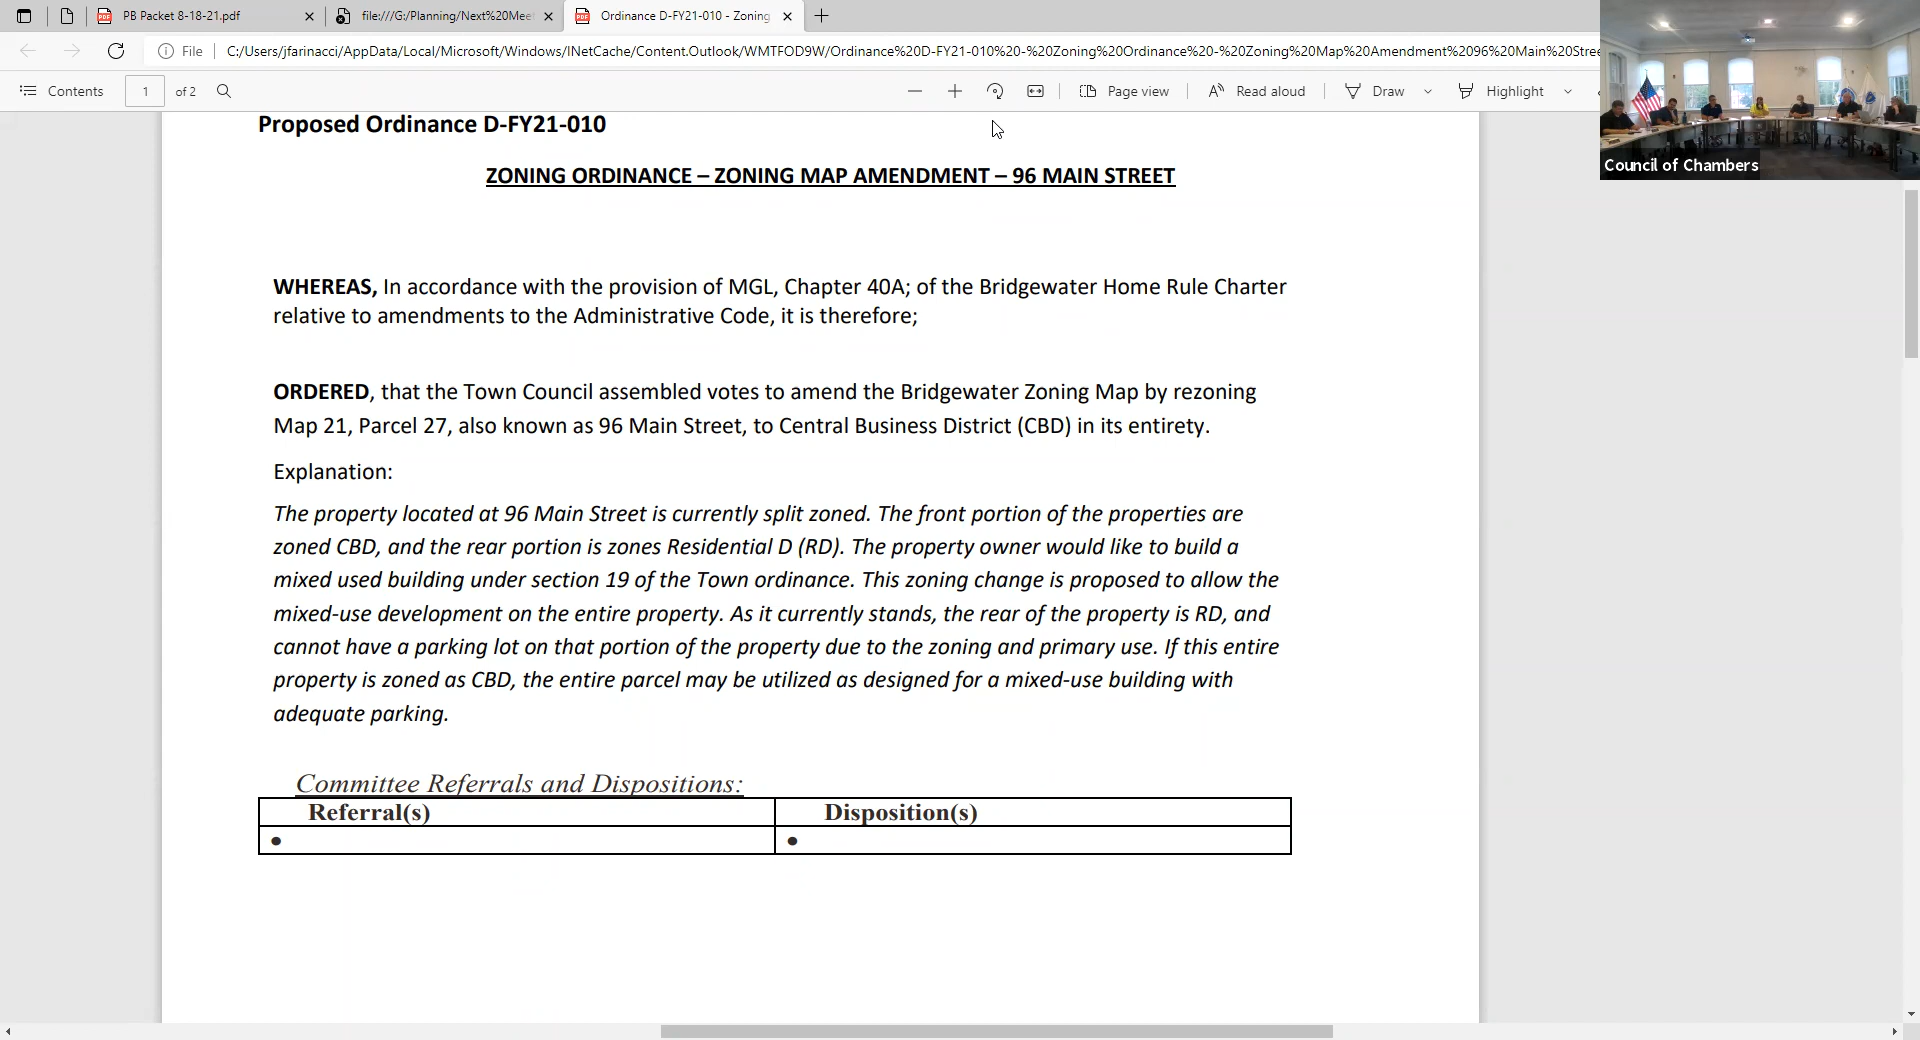 PB Packet 8-18-21.pdf
file:///G:/Planning/Next%20Mee
Ordinance D-FY21-010 - Zoning
File
C:/Users/jfarinacci/AppData/Local/Microsoft/Windows/INetCache/Content.Outlook/WMTFOD9W/Ordinance%20D-FY21-010%20-%20Zoning%20Ordinance%20-%20Zoning%20Map%20Amendment%2096%20Main%20Stree
Contents
1
of 2
Page view
Read aloud
Draw
Highlight
Council of Chambers
Proposed Ordinance D-FY21-010
ZONING ORDINANCE – ZONING MAP AMENDMENT – 96 MAIN STREET
WHEREAS, In accordance with the provision of MGL, Chapter 40A; of the Bridgewater Home Rule Charter
relative to amendments to the Administrative Code, it is therefore;
ORDERED, that the Town Council assembled votes to amend the Bridgewater Zoning Map by rezoning
Map 21, Parcel 27, also known as 96 Main Street, to Central Business District (CBD) in its entirety.
Explanation:
The property located at 96 Main Street is currently split zoned. The front portion of the properties are
zoned CBD, and the rear portion is zones Residential D (RD). The property owner would like to build a
mixed used building under section 19 of the Town ordinance. This zoning change is proposed to allow the
mixed-use development on the entire property. As it currently stands, the rear of the property is RD, and
cannot have a parking lot on that portion of the property due to the zoning and primary use. If this entire
property is zoned as CBD, the entire parcel may be utilized as designed for a mixed-use building with
adequate parking.
Committee Referrals and Dispositions:
Referral(s)
Disposition(s)
•
•